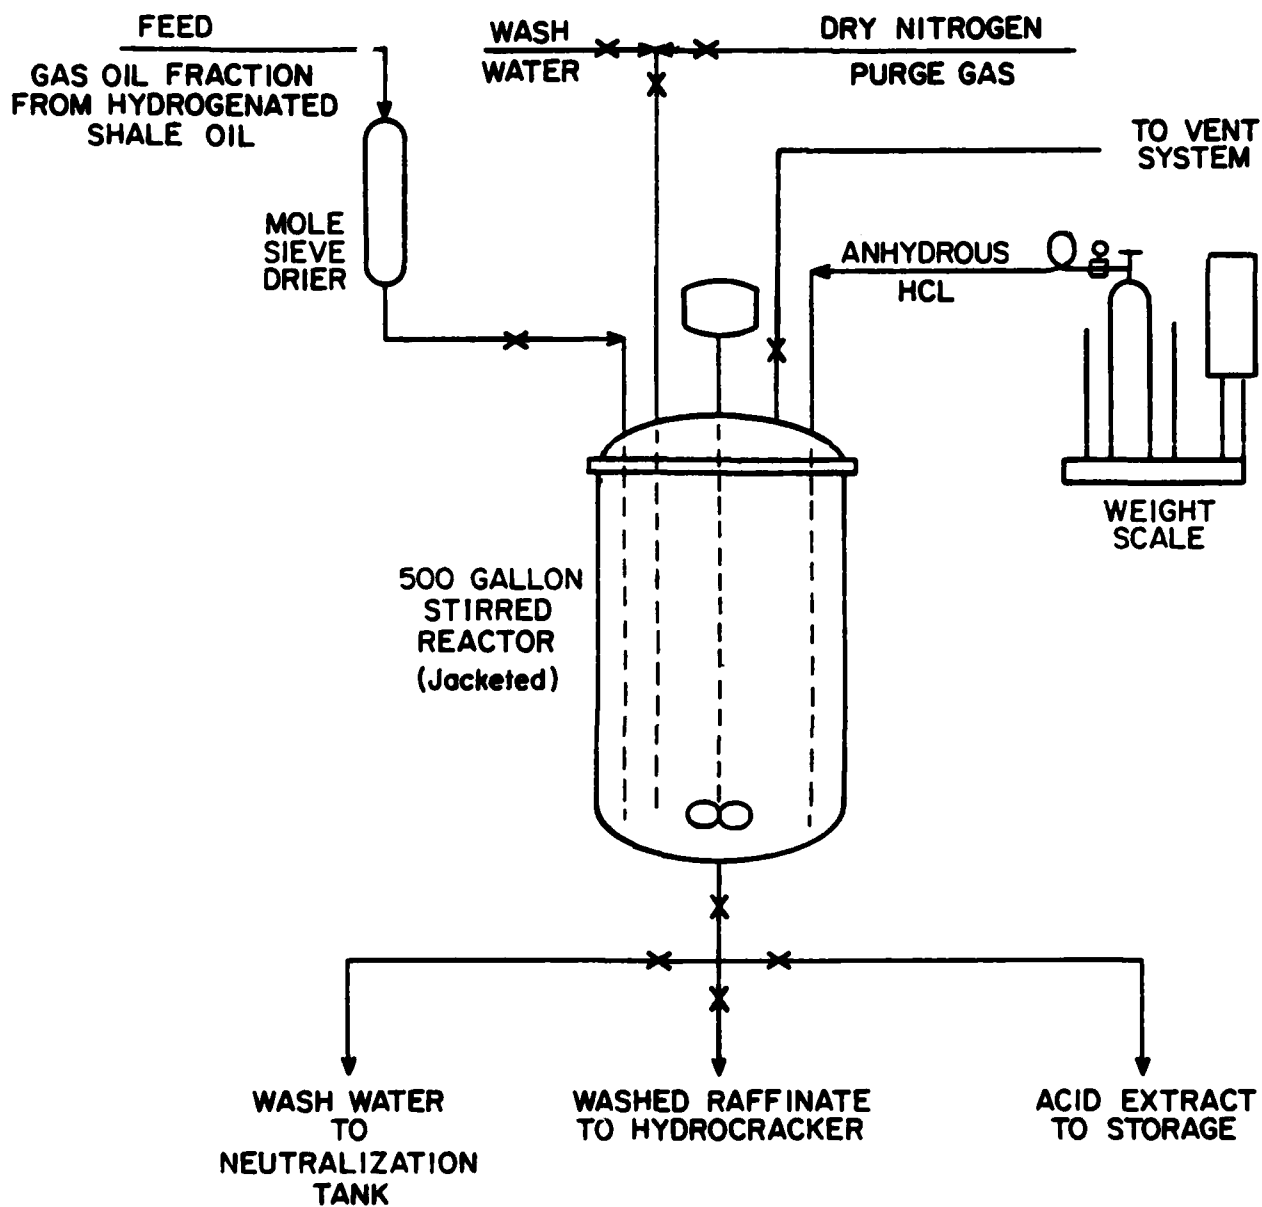 FEED
GAS OIL FRACTION
FROM HYDROGENATED
SHALE OIL
WASH
WATER
DRY NITROGEN
PURGE GAS
TO VENT
SYSTEM
MOLE
SIEVE
DRIER
ANHYDROUS
HCL
WEIGHT
SCALE
500 GALLON
STIRRED
REACTOR
(Jacketed)
WASH WATER
TO
NEUTRALIZATION
TANK
WASHED RAFFINATE
TO HYDROCRACKER
ACID EXTRACT
TO STORAGE